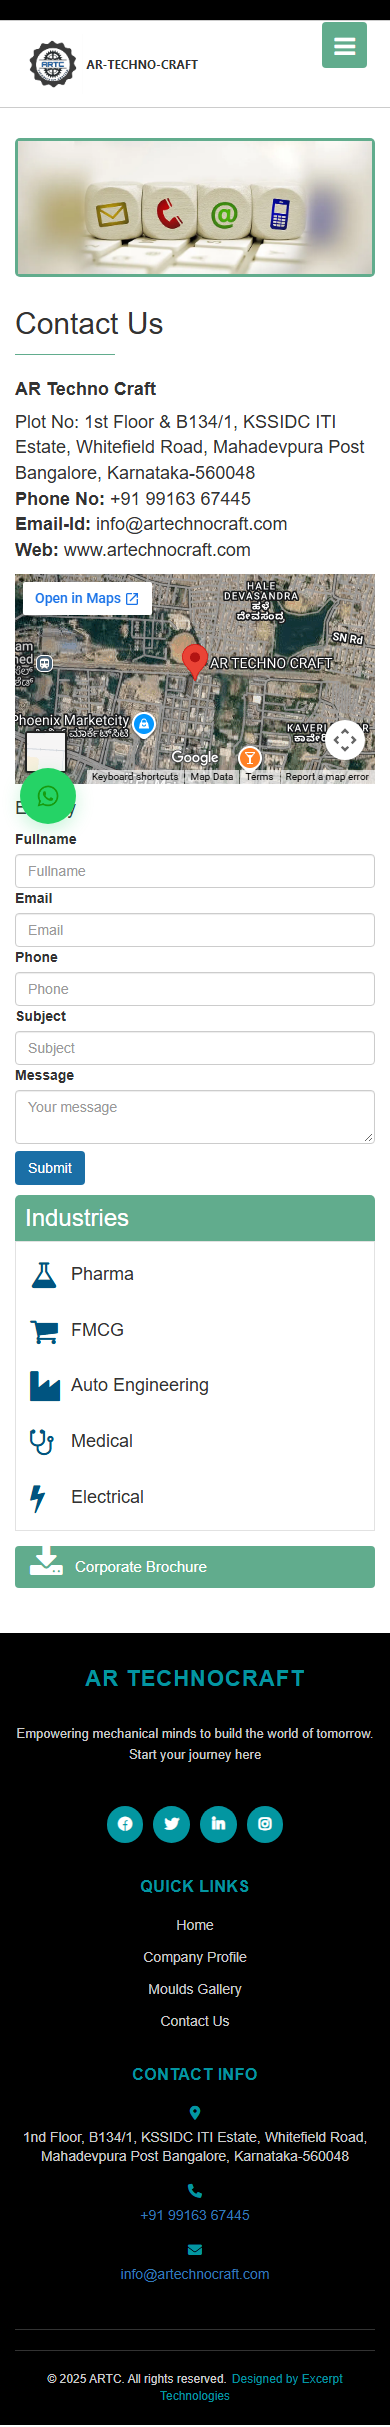 ARTC
AR-TECHNO-CRAFT
@
Contact Us
AR Techno Craft
Plot No: 1st Floor & B134/1, KSSIDC ITI
Estate, Whitefield Road, Mahadevpura Post
Bangalore, Karnataka-560048
Phone No: +91 99163 67445
Email-Id: info@artechnocraft.com
Web: www.artechnocraft.com
Open in Maps
HALE
DEVASANDRA
ಹಳೆ
ದೇವಸಂದ್ರ
SN Rd
AR TECHNO CRAFT
Phoenix Marketcity
Google
Keyboard shortcuts
Map Data
Terms
Report a map error
Fullname
Fullname
Email
Email
Phone
Phone
Subject
Subject
Message
Your message
Submit
Industries
Pharma
FMCG
Auto Engineering
Medical
Electrical
Corporate Brochure
AR TECHNOCRAFT
Empowering mechanical minds to build the world of tomorrow.
Start your journey here
QUICK LINKS
Home
Company Profile
Moulds Gallery
Contact Us
CONTACT INFO
1nd Floor, B134/1, KSSIDC ITI Estate, Whitefield Road,
Mahadevpura Post Bangalore, Karnataka-560048
+91 99163 67445
info@artechnocraft.com
© 2025 ARTC. All rights reserved. Designed by Excerpt
Technologies